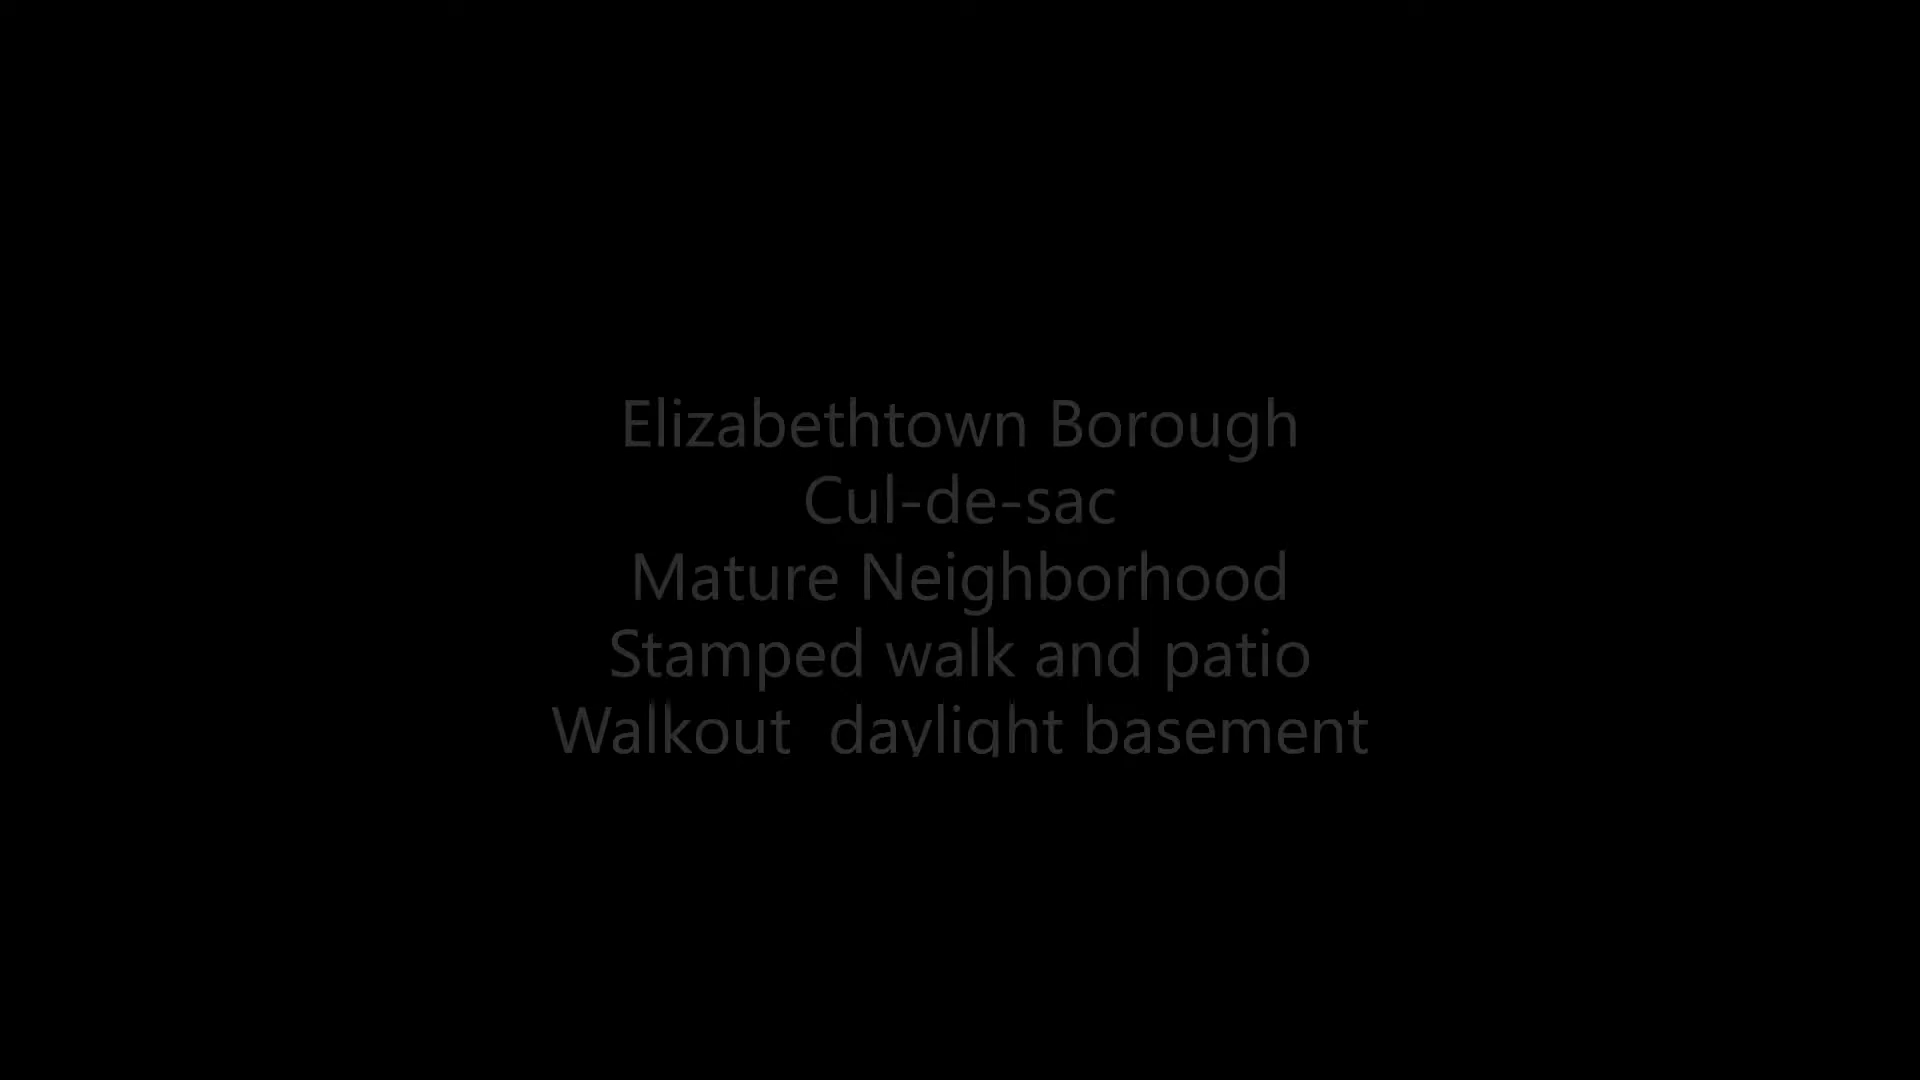 Elizabethtown Borough
Cul-de-sac
Mature Neighborhood
Stamped walk and patio
Walkout  daylight basement